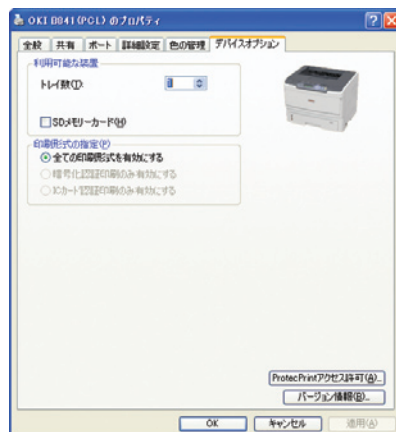 OKI B841(PCL) のプロパティ
全般 共有 ポート 詳細設定 色の管理 デバイスオプション
利用可能な装置
トレイ数(T):
SDメモリーカード(H)
印刷形式の指定(P)
全ての印刷形式を有効にする
暗号化認証印刷のみ有効にする
ICカード認証印刷のみ有効にする
ProtecPrintアクセス許可(A)...
バージョン情報(B)...
OK キャンセル 適用(A)